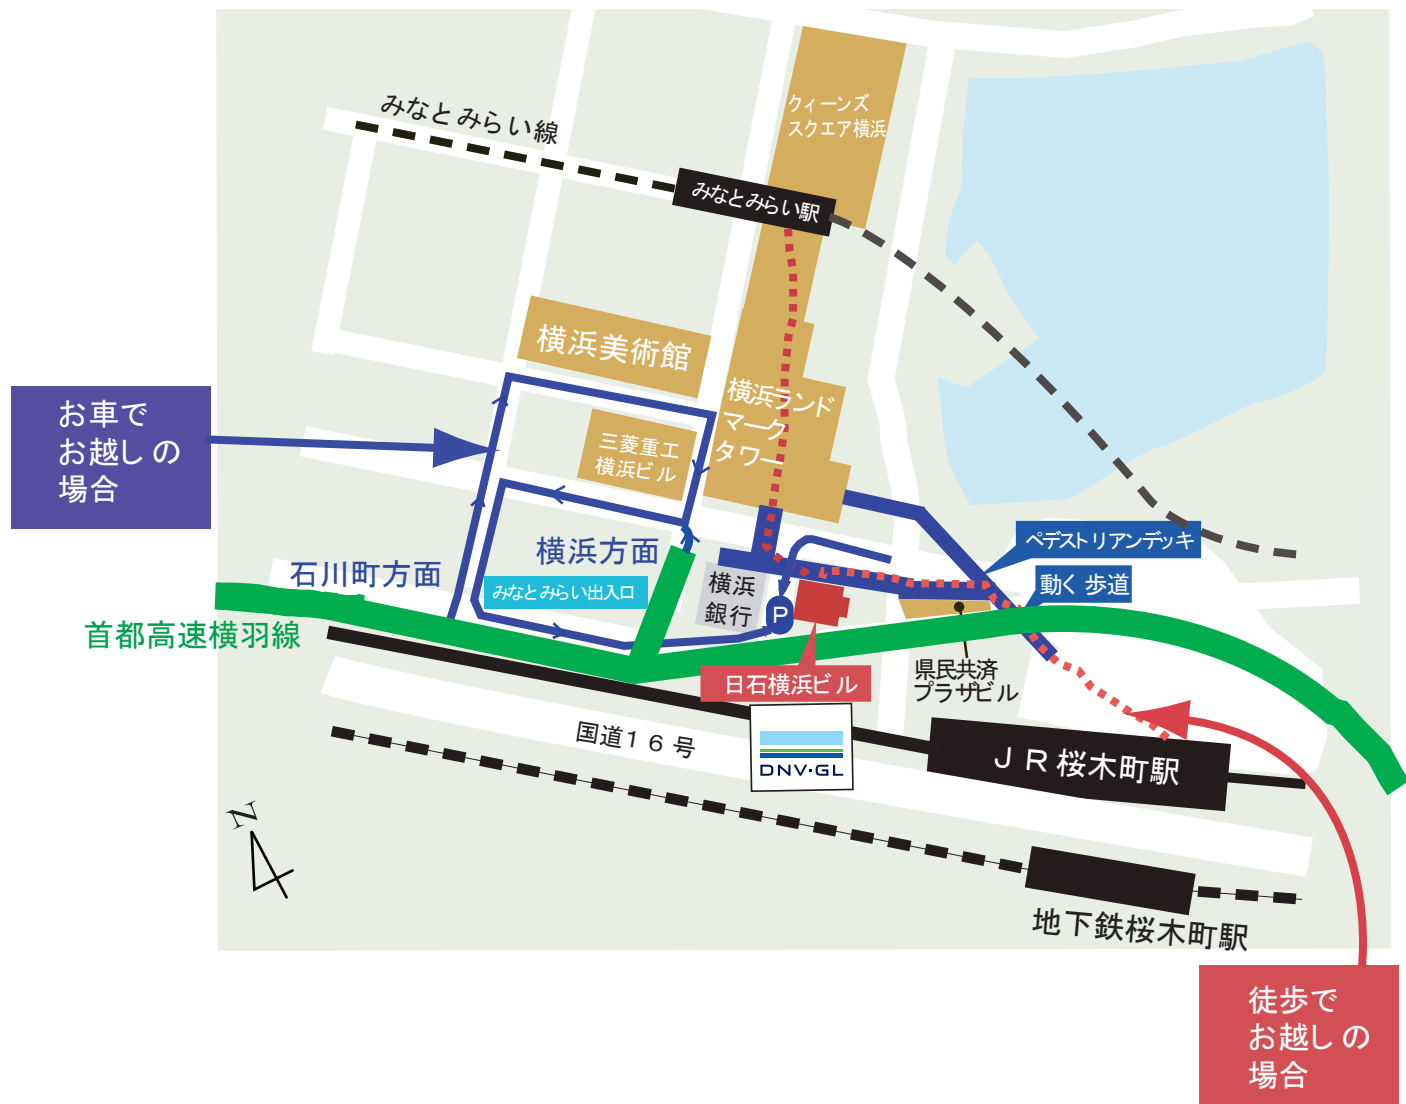 みなとみらい線
クィーンズ
スクエア横浜
みなとみらい駅
横浜美術館
横浜ランド
マーク
タワー
三菱重工
横浜ビル
お車で
お越しの
場合
横浜方面
石川町方面
みなとみらい出入口
首都高速横羽線
横浜
銀行
P
ペデストリアンデッキ
動く歩道
県民共済
プラザビル
日石横浜ビル
国道16号
DNV·GL
JR桜木町駅
N
地下鉄桜木町駅
徒歩で
お越しの
場合